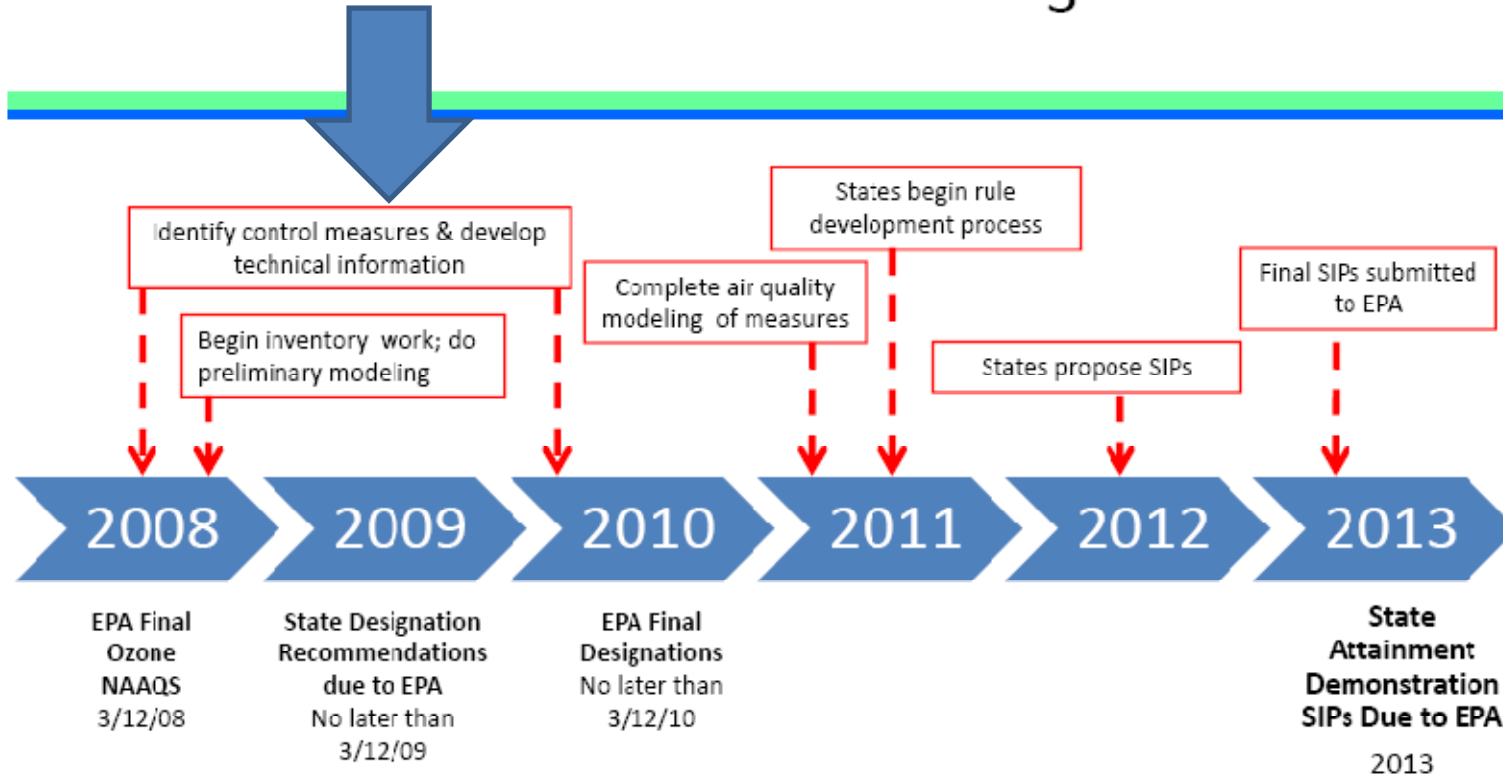 States begin rule
development process
Identify control measures & develop
technical information
Final SIPs submitted
to EPA
Complete air quality
modeling of measures
Begin inventory work; do
preliminary modeling
States propose SIPs
2008
2009
2010
2011
2012
2013
EPA Final
Ozone
NAAQS
3/12/08
State Designation
Recommendations
due to EPA
No later than
3/12/09
EPA Final
Designations
No later than
3/12/10
State
Attainment
Demonstration
SIPs Due to EPA
2013